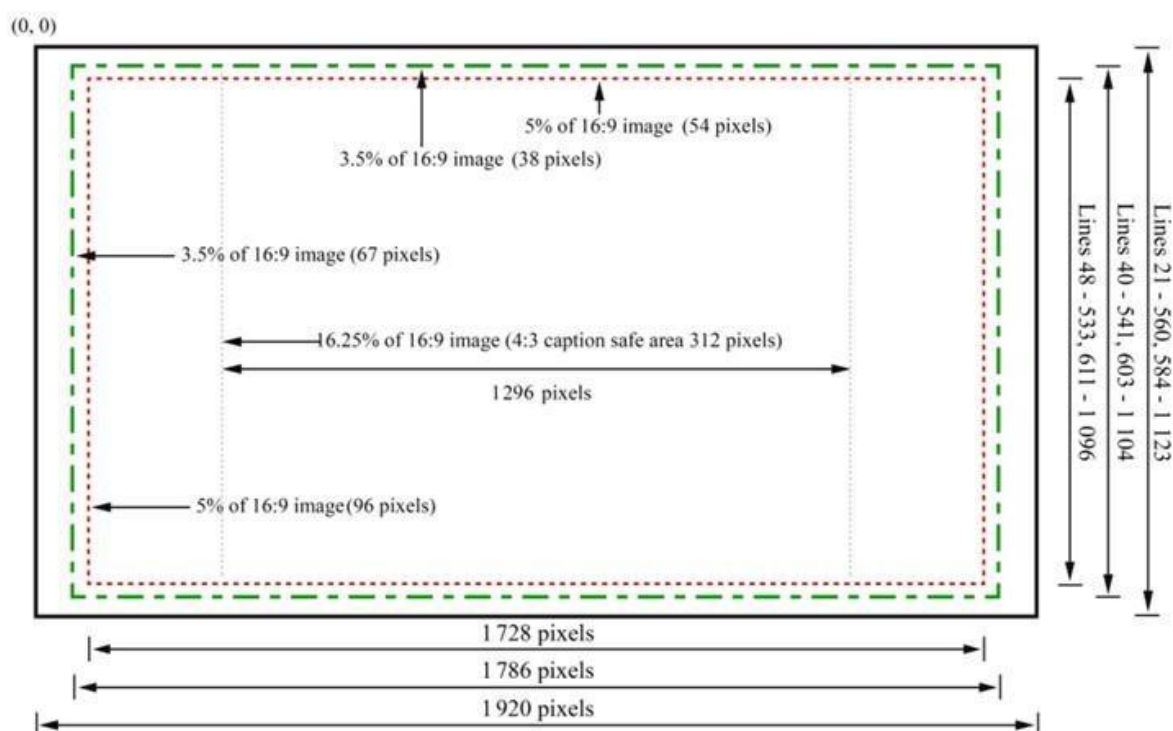 (0, 0)
5% of 16:9 image (54 pixels)
3.5% of 16:9 image (38 pixels)
3.5% of 16:9 image (67 pixels)
16.25% of 16:9 image (4:3 caption safe area 312 pixels)
1 296 pixels
5% of 16:9 image (96 pixels)
Lines 48 - 533, 611 - 1 096
Lines 40 - 541, 603 - 1 104
Lines 21 - 560, 584 - 1 123
1 728 pixels
1 786 pixels
1 920 pixels